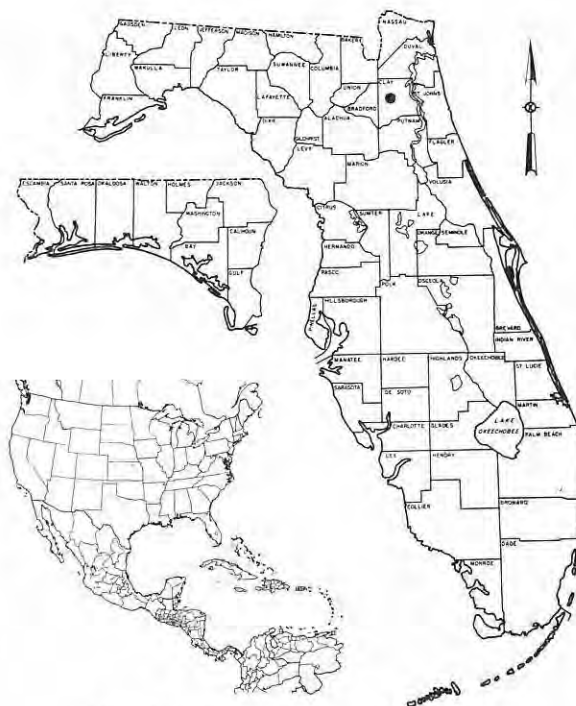 NASSAU
GADSDEN
LEON
JEFFERSON
MADISON
HAMILTON
BAKER
DUVAL
LIBERTY
WAKULLA
TAYLOR
SUWANNEE
COLUMBIA
UNION
CLAY
ST JOHNS
FRANKLIN
LAFAYETTE
BRADFORD
DIXIE
ALACHUA
PUTNAM
GILCHRIST
FLAGLER
LEVY
MARION
VOLUSIA
ESCAMBIA
SANTA ROSA
OKALOOSA
WALTON
HOLMES
JACKSON
WASHINGTON
BAY
CALHOUN
GULF
CITRUS
SUMTER
LAKE
HERNANDO
ORANGE
SEMINOLE
PASCO
POLK
OSCEOLA
HILLSBOROUGH
PINELLAS
BREVARD
INDIAN RIVER
MANATEE
HARDEE
HIGHLANDS
OKEECHOBEE
ST LUCIE
SARASOTA
DE SOTO
MARTIN
CHARLOTTE
GLADES
LAKE
OKEECHOBEE
PALM BEACH
LEE
HENDRY
COLLIER
BROWARD
DADE
MONROE